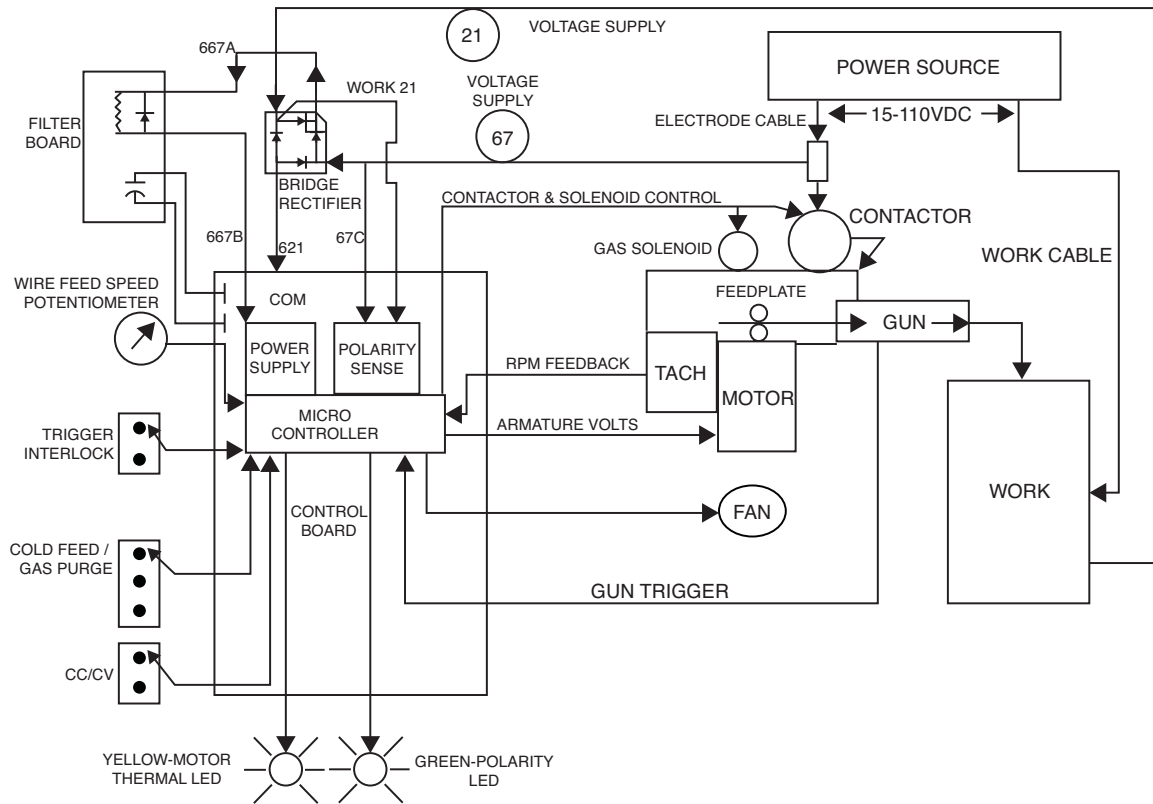 21
VOLTAGE SUPPLY
667A
WORK 21
VOLTAGE
SUPPLY
67
POWER SOURCE
15-110VDC
ELECTRODE CABLE
FILTER
BOARD
BRIDGE
RECTIFIER
CONTACTOR & SOLENOID CONTROL
CONTACTOR
667B
621
67C
GAS SOLENOID
WORK CABLE
WIRE FEED SPEED
POTENTIOMETER
COM
FEEDPLATE
GUN
POWER
SUPPLY
POLARITY
SENSE
RPM FEEDBACK
TACH
MOTOR
MICRO
CONTROLLER
ARMATURE VOLTS
TRIGGER
INTERLOCK
WORK
CONTROL
BOARD
FAN
COLD FEED /
GAS PURGE
GUN TRIGGER
CC/CV
YELLOW-MOTOR
THERMAL LED
GREEN-POLARITY
LED